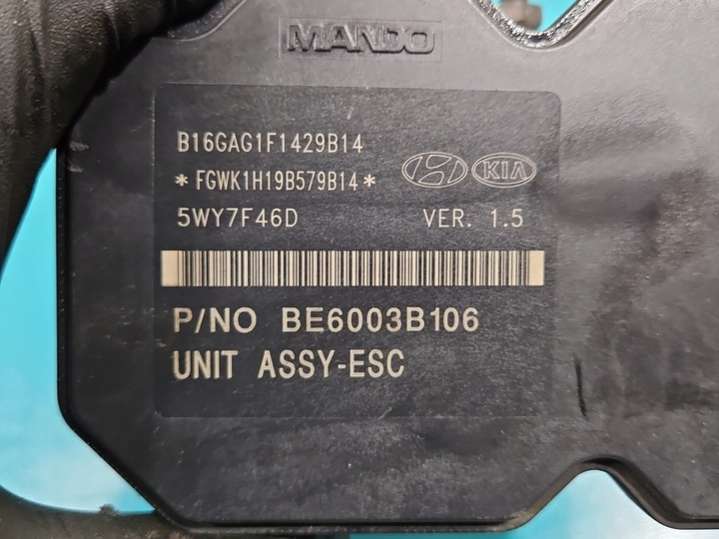 MANDO
B16GAG1F1429B14
*FGWK1H19B579B14*
KIA
5WY7F46D VER. 1.5
P/NO BE6003B106
UNIT ASSY-ESC